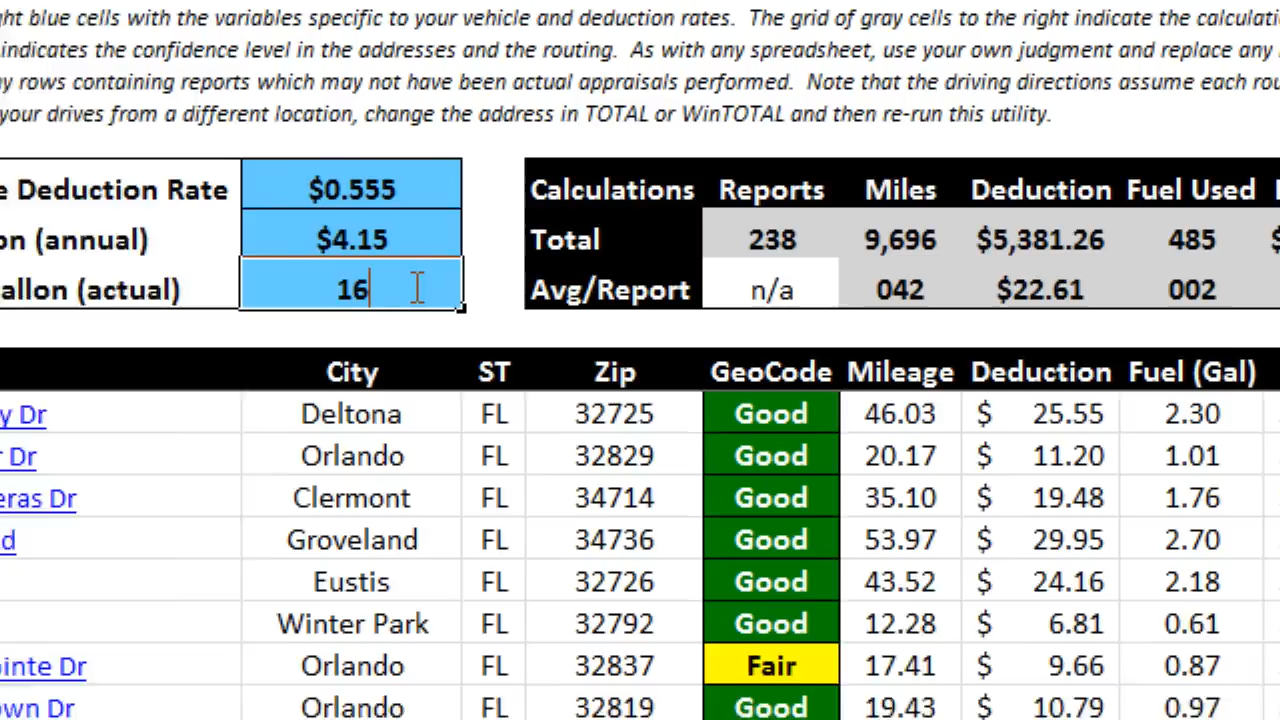 ght blue cells with the variables specific to your vehicle and deduction rates. The grid of gray cells to the right indicate the calculati
indicates the confidence level in the addresses and the routing. As with any spreadsheet, use your own judgment and replace any
ny rows containing reports which may not have been actual appraisals performed. Note that the driving directions assume each rou
your drives from a different location, change the address in TOTAL or WinTOTAL and then re-run this utility.
e Deduction Rate $0.555 Calculations Reports Miles Deduction Fuel Used
on (annual) $4.15 Total 238 9,696 $5,381.26 485 $
allon (actual) 16 Avg/Report n/a 042 $22.61 002
City ST Zip GeoCode Mileage Deduction Fuel (Gal)
y Dr Deltona FL 32725 Good 46.03 $ 25.55 2.30
r Dr Orlando FL 32829 Good 20.17 $ 11.20 1.01
eras Dr Clermont FL 34714 Good 35.10 $ 19.48 1.76
d Groveland FL 34736 Good 53.97 $ 29.95 2.70
Eustis FL 32726 Good 43.52 $ 24.16 2.18
Winter Park FL 32792 Good 12.28 $ 6.81 0.61
ointe Dr Orlando FL 32837 Fair 17.41 $ 9.66 0.87
own Dr Orlando FL 32819 Good 19.43 $ 10.79 0.97